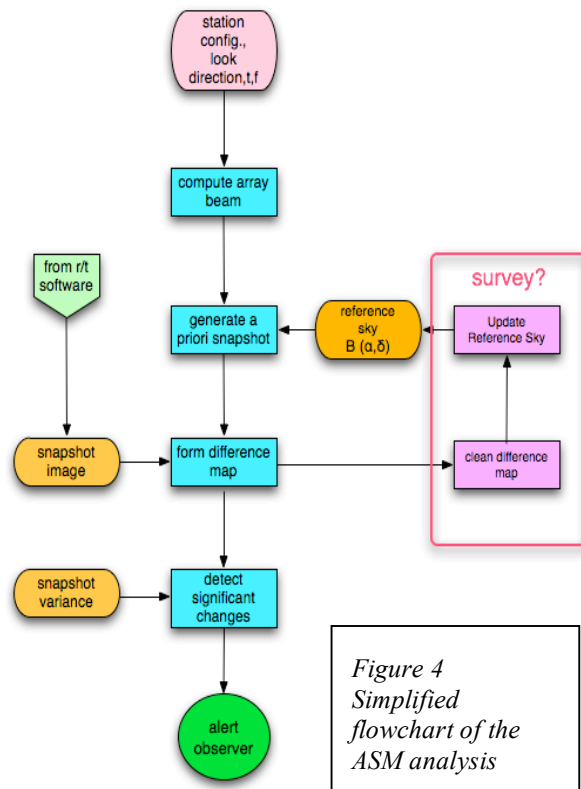 station
config.,
look
direction,t,f
compute array
beam
from r/t
software
survey?
generate a
priori snapshot
reference
sky
B (α,δ)
Update
Reference Sky
snapshot
image
form difference
map
clean difference
map
snapshot
variance
detect
significant
changes
alert
observer
Figure 4
Simplified
flowchart of the
ASM analysis